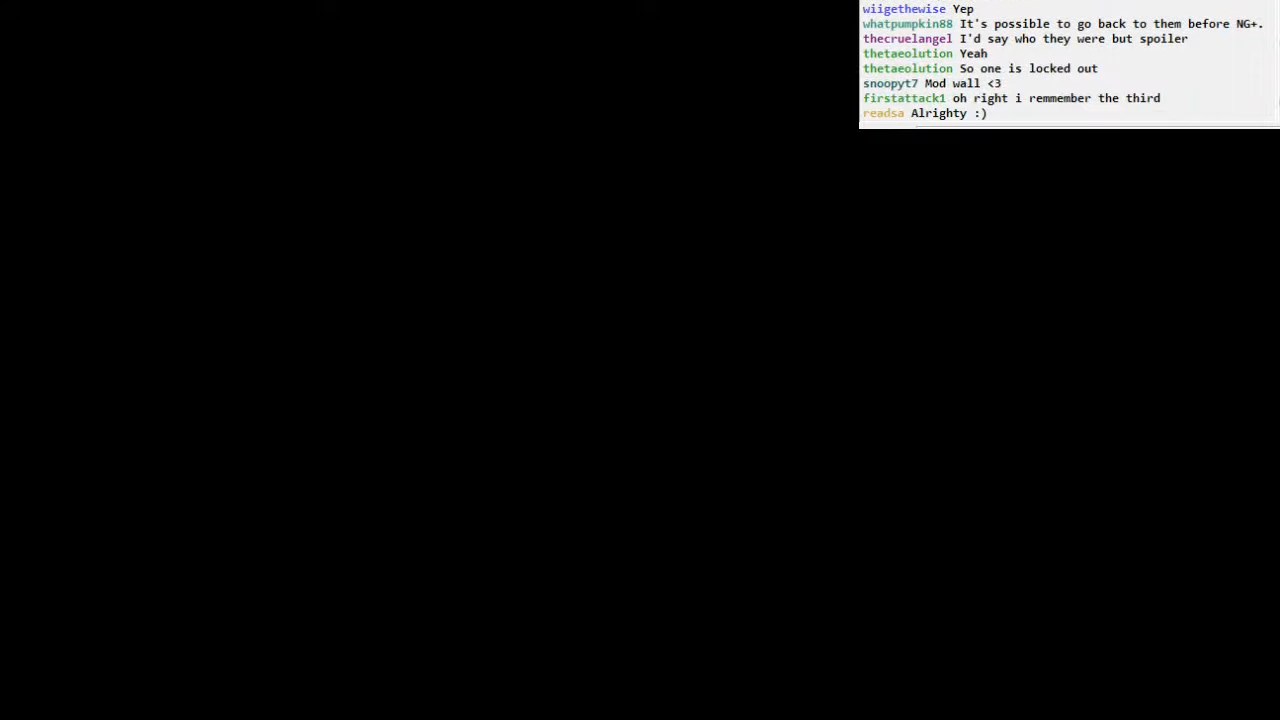 wiigethewise Yep
whatpumpkin88 It's possible to go back to them before NG+.
thecruelangel I'd say who they were but spoiler
thetaeolution Yeah
thetaeolution So one is locked out
snoopyt7 Mod wall <3
firstattack1 oh right i remmember the third
readsa Alrighty :)